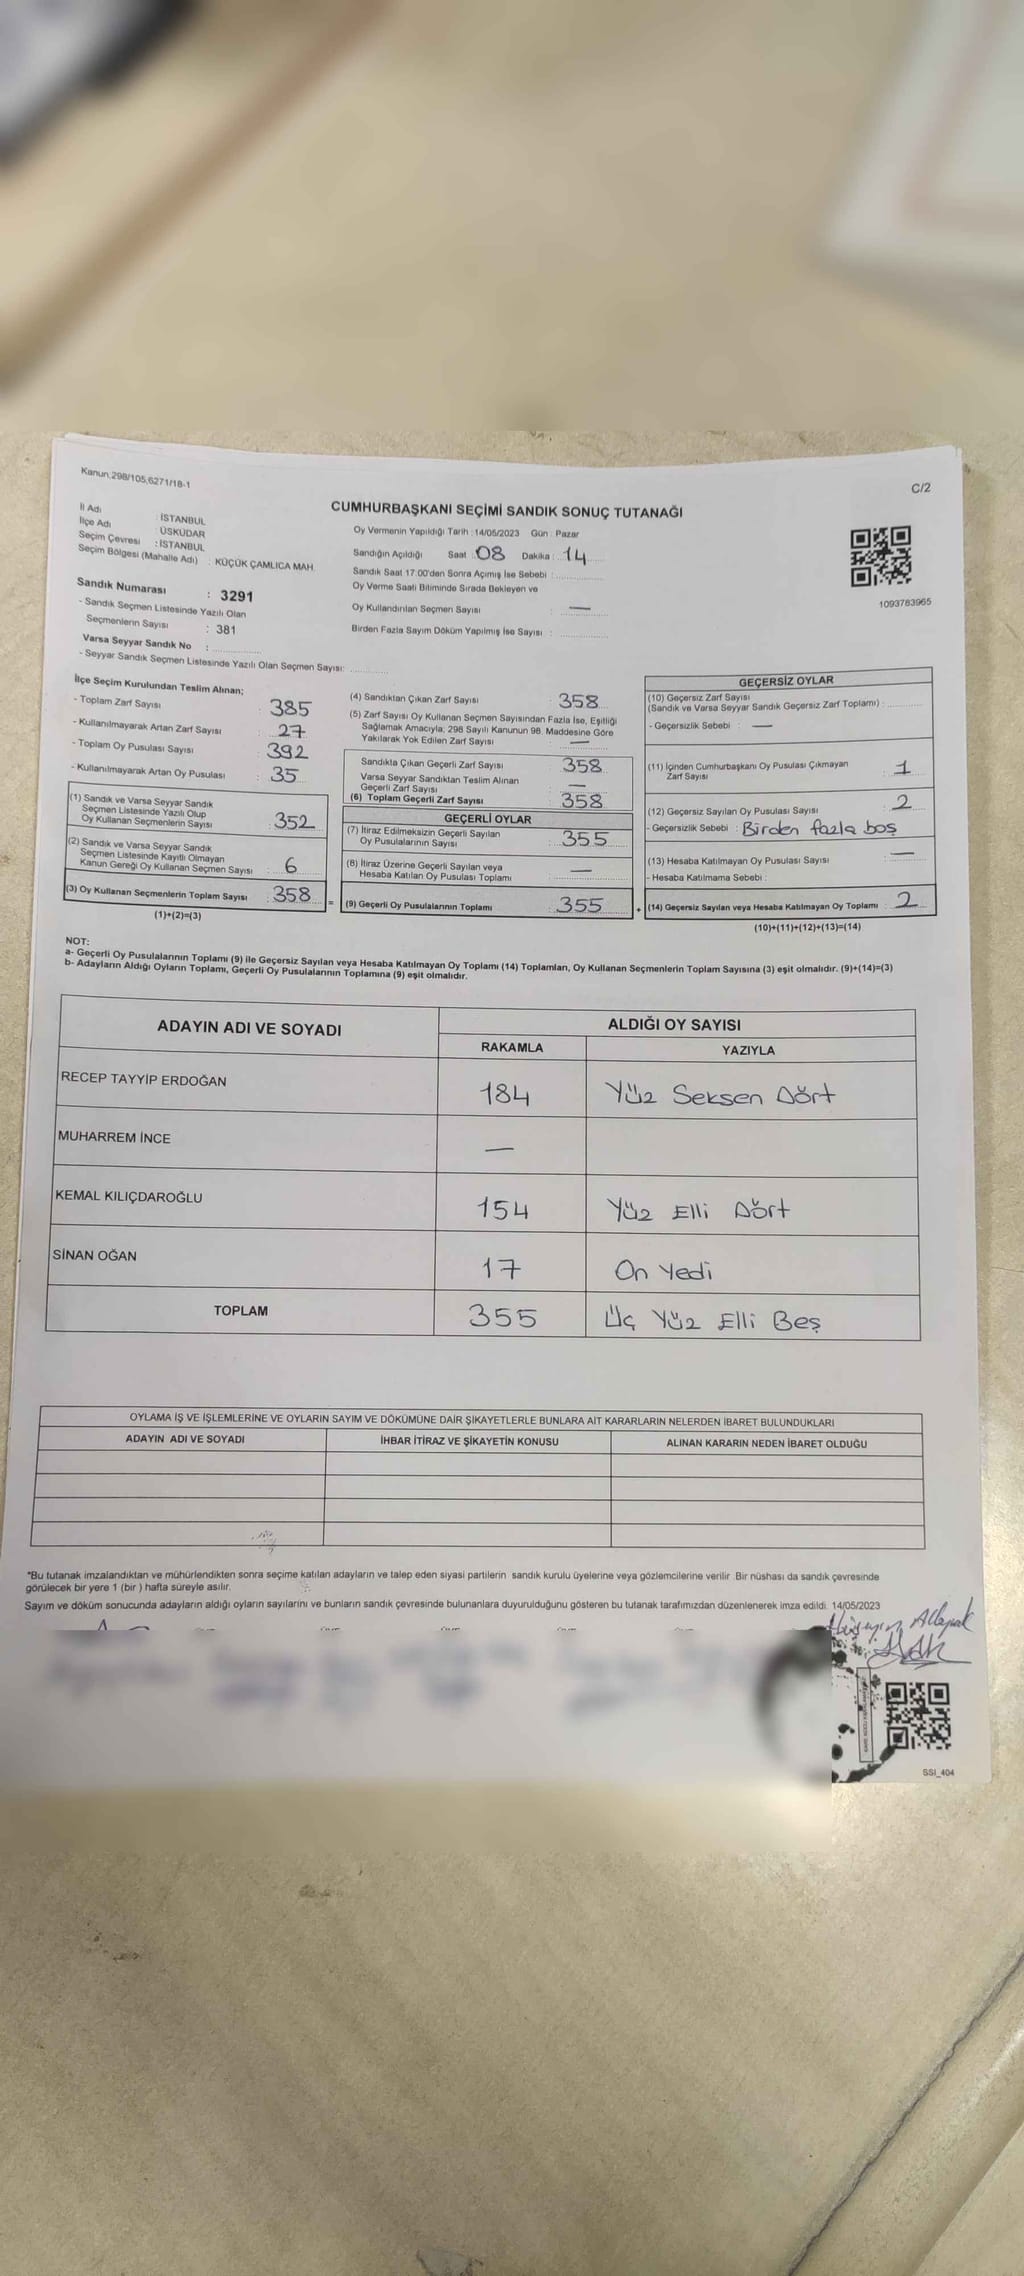 Kanun:298/105,6271/18-1
C/2
CUMHURBAŞKANI SEÇİMİ SANDIK SONUÇ TUTANAĞI
İl Adı : İSTANBUL
İlçe Adı : ÜSKÜDAR
Seçim Çevresi : İSTANBUL
Seçim Bölgesi (Mahalle Adı) : KÜÇÜK ÇAMLICA MAH.
Sandık Numarası : 3291
- Sandık Seçmen Listesinde Yazılı Olan
Seçmenlerin Sayısı : 381
Varsa Seyyar Sandık No :
- Seyyar Sandık Seçmen Listesinde Yazılı Olan Seçmen Sayısı:
Oy Vermenin Yapıldığı Tarih : 14/05/2023 Gün : Pazar
Sandığın Açıldığı Saat : 08 Dakika : 14
Sandık Saat 17:00'den Sonra Açımış İse Sebebi :
Oy Verme Saati Bitiminde Sırada Bekleyen ve
Oy Kullandırılan Seçmen Sayısı : —
Birden Fazla Sayım Döküm Yapılmış İse Sayısı :
1093763965
İlçe Seçim Kurulundan Teslim Alınan;
- Toplam Zarf Sayısı : 385
- Kullanılmayarak Artan Zarf Sayısı : 27
- Toplam Oy Pusulası Sayısı : 392
- Kullanılmayarak Artan Oy Pusulası : 35
(1) Sandık ve Varsa Seyyar Sandık
Seçmen Listesinde Yazılı Olup
Oy Kullanan Seçmenlerin Sayısı : 352
(2) Sandık ve Varsa Seyyar Sandık
Seçmen Listesinde Kayıtlı Olmayan
Kanun Gereği Oy Kullanan Seçmen Sayısı : 6
(3) Oy Kullanan Seçmenlerin Toplam Sayısı : 358
(1)+(2)=(3)
=
(4) Sandıktan Çıkan Zarf Sayısı : 358
(5) Zarf Sayısı Oy Kullanan Seçmen Sayısından Fazla İse, Eşitliği
Sağlamak Amacıyla; 298 Sayılı Kanunun 98. Maddesine Göre
Yakılarak Yok Edilen Zarf Sayısı : —
Sandıkta Çıkan Geçerli Zarf Sayısı : 358
Varsa Seyyar Sandıktan Teslim Alınan
Geçerli Zarf Sayısı : —
(6) Toplam Geçerli Zarf Sayısı : 358
GEÇERLİ OYLAR
(7) İtiraz Edilmeksizin Geçerli Sayılan
Oy Pusulalarının Sayısı : 355
(8) İtiraz Üzerine Geçerli Sayılan veya
Hesaba Katılan Oy Pusulası Toplamı : —
(9) Geçerli Oy Pusulalarının Toplamı : 355
+
GEÇERSİZ OYLAR
(10) Geçersiz Zarf Sayısı
(Sandık ve Varsa Seyyar Sandık Geçersiz Zarf Toplamı) :
- Geçersizlik Sebebi : —
(11) İçinden Cumhurbaşkanı Oy Pusulası Çıkmayan
Zarf Sayısı : 1
(12) Geçersiz Sayılan Oy Pusulası Sayısı : 2
- Geçersizlik Sebebi : Birden fazla boş
(13) Hesaba Katılmayan Oy Pusulası Sayısı : —
- Hesaba Katılmama Sebebi :
(14) Geçersiz Sayılan veya Hesaba Katılmayan Oy Toplamı : 2
(10)+(11)+(12)+(13)=(14)
NOT:
a- Geçerli Oy Pusulalarının Toplamı (9) ile Geçersiz Sayılan veya Hesaba Katılmayan Oy Toplamı (14) Toplamları, Oy Kullanan Seçmenlerin Toplam Sayısına (3) eşit olmalıdır. (9)+(14)=(3)
b- Adayların Aldığı Oyların Toplamı, Geçerli Oy Pusulalarının Toplamına (9) eşit olmalıdır.
ADAYIN ADI VE SOYADI
ALDIĞI OY SAYISI
RAKAMLA YAZIYLA
RECEP TAYYİP ERDOĞAN 184 Yüz Seksen Dört
MUHARREM İNCE —
KEMAL KILIÇDAROĞLU 154 Yüz Elli Dört
SİNAN OĞAN 17 On Yedi
TOPLAM 355 Üç Yüz Elli Beş
OYLAMA İŞ VE İŞLEMLERİNE VE OYLARIN SAYIM VE DÖKÜMÜNE DAİR ŞİKAYETLERLE BUNLARA AİT KARARLARIN NELERDEN İBARET BULUNDUKLARI
ADAYIN ADI VE SOYADI İHBAR İTİRAZ VE ŞİKAYETİN KONUSU ALINAN KARARIN NEDEN İBARET OLDUĞU
*Bu tutanak imzalandıktan ve mühürlendikten sonra seçime katılan adayların ve talep eden siyasi partilerin sandık kurulu üyelerine veya gözlemcilerine verilir. Bir nüshası da sandık çevresinde
görülecek bir yere 1 (bir ) hafta süreyle asılır.
Sayım ve döküm sonucunda adayların aldığı oyların sayılarını ve bunların sandık çevresinde bulunanlara duyurulduğunu gösteren bu tutanak tarafımızdan düzenlenerek imza edildi. 14/05/2023
SSI_404